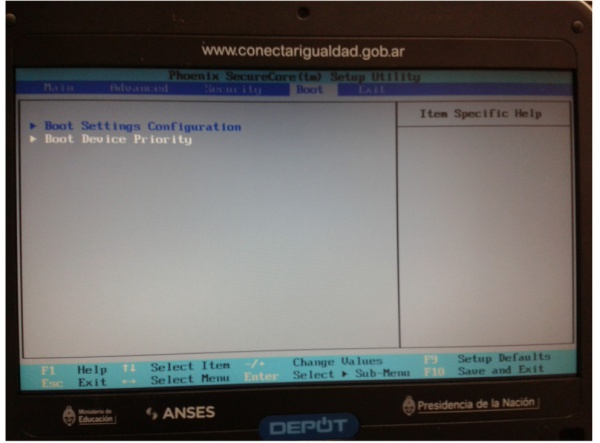 www.conectarigualdad.gob.ar
Phoenix SecureCore(tm) Setup Utility
Main Advanced Security Boot Exit
▶ Boot Settings Configuration
▶ Boot Device Priority
Item Specific Help
F1 Help ↑↓ Select Item -/+ Change Values F9 Setup Defaults
Esc Exit ↔ Select Menu Enter Select ▶ Sub-Menu F10 Save and Exit
Ministerio de
Educación
ANSES
DEPOT
Presidencia de la Nación